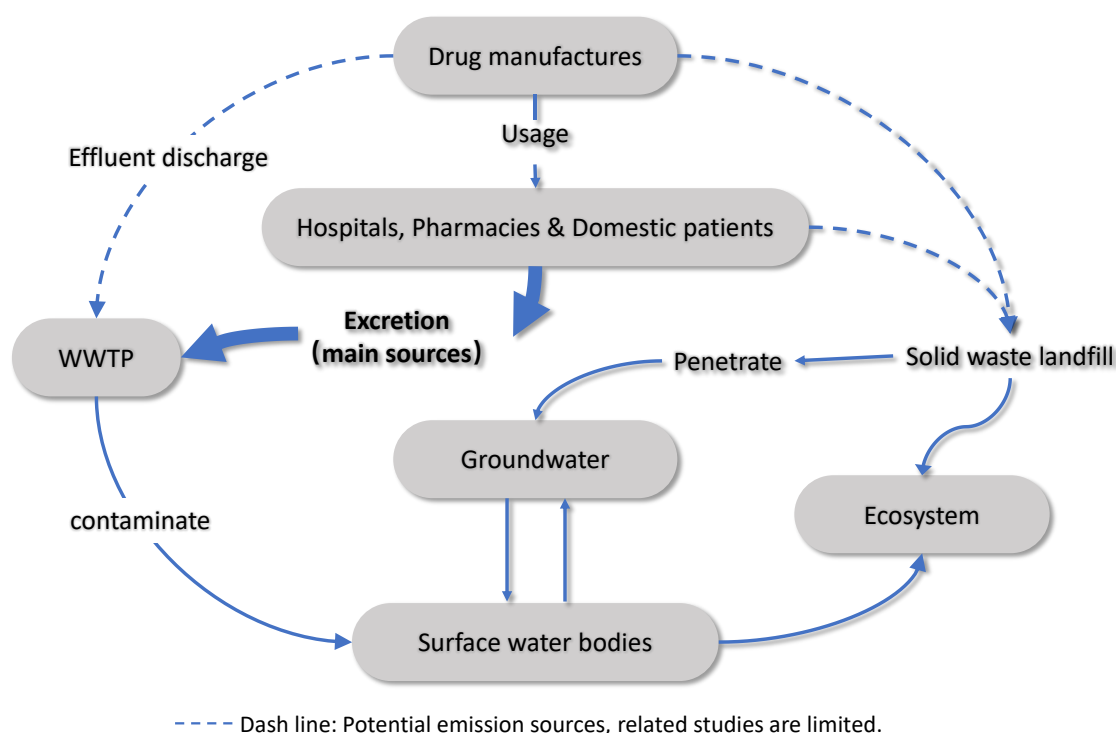 Drug manufactures
Usage
Effluent discharge
Hospitals, Pharmacies & Domestic patients
Excretion
(main sources)
WWTP
Penetrate
Solid waste landfill
Groundwater
contaminate
Ecosystem
Surface water bodies
Dash line: Potential emission sources, related studies are limited.